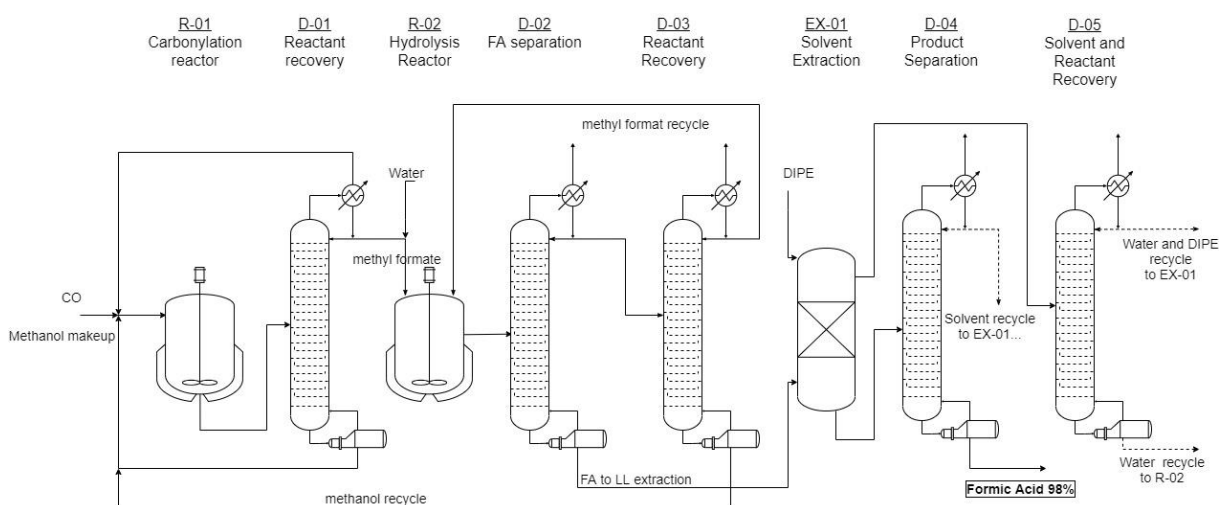 R-01
Carbonylation
reactor
D-01
Reactant
recovery
R-02
Hydrolysis
Reactor
D-02
FA separation
D-03
Reactant
Recovery
EX-01
Solvent
Extraction
D-04
Product
Separation
D-05
Solvent and
Reactant
Recovery
methyl format recycle
Water
DIPE
methyl formate
Water and DIPE
recycle
to EX-01
CO
Methanol makeup
Solvent recycle
to EX-01...
FA to LL extraction
Water recycle
to R-02
Formic Acid 98%
methanol recycle